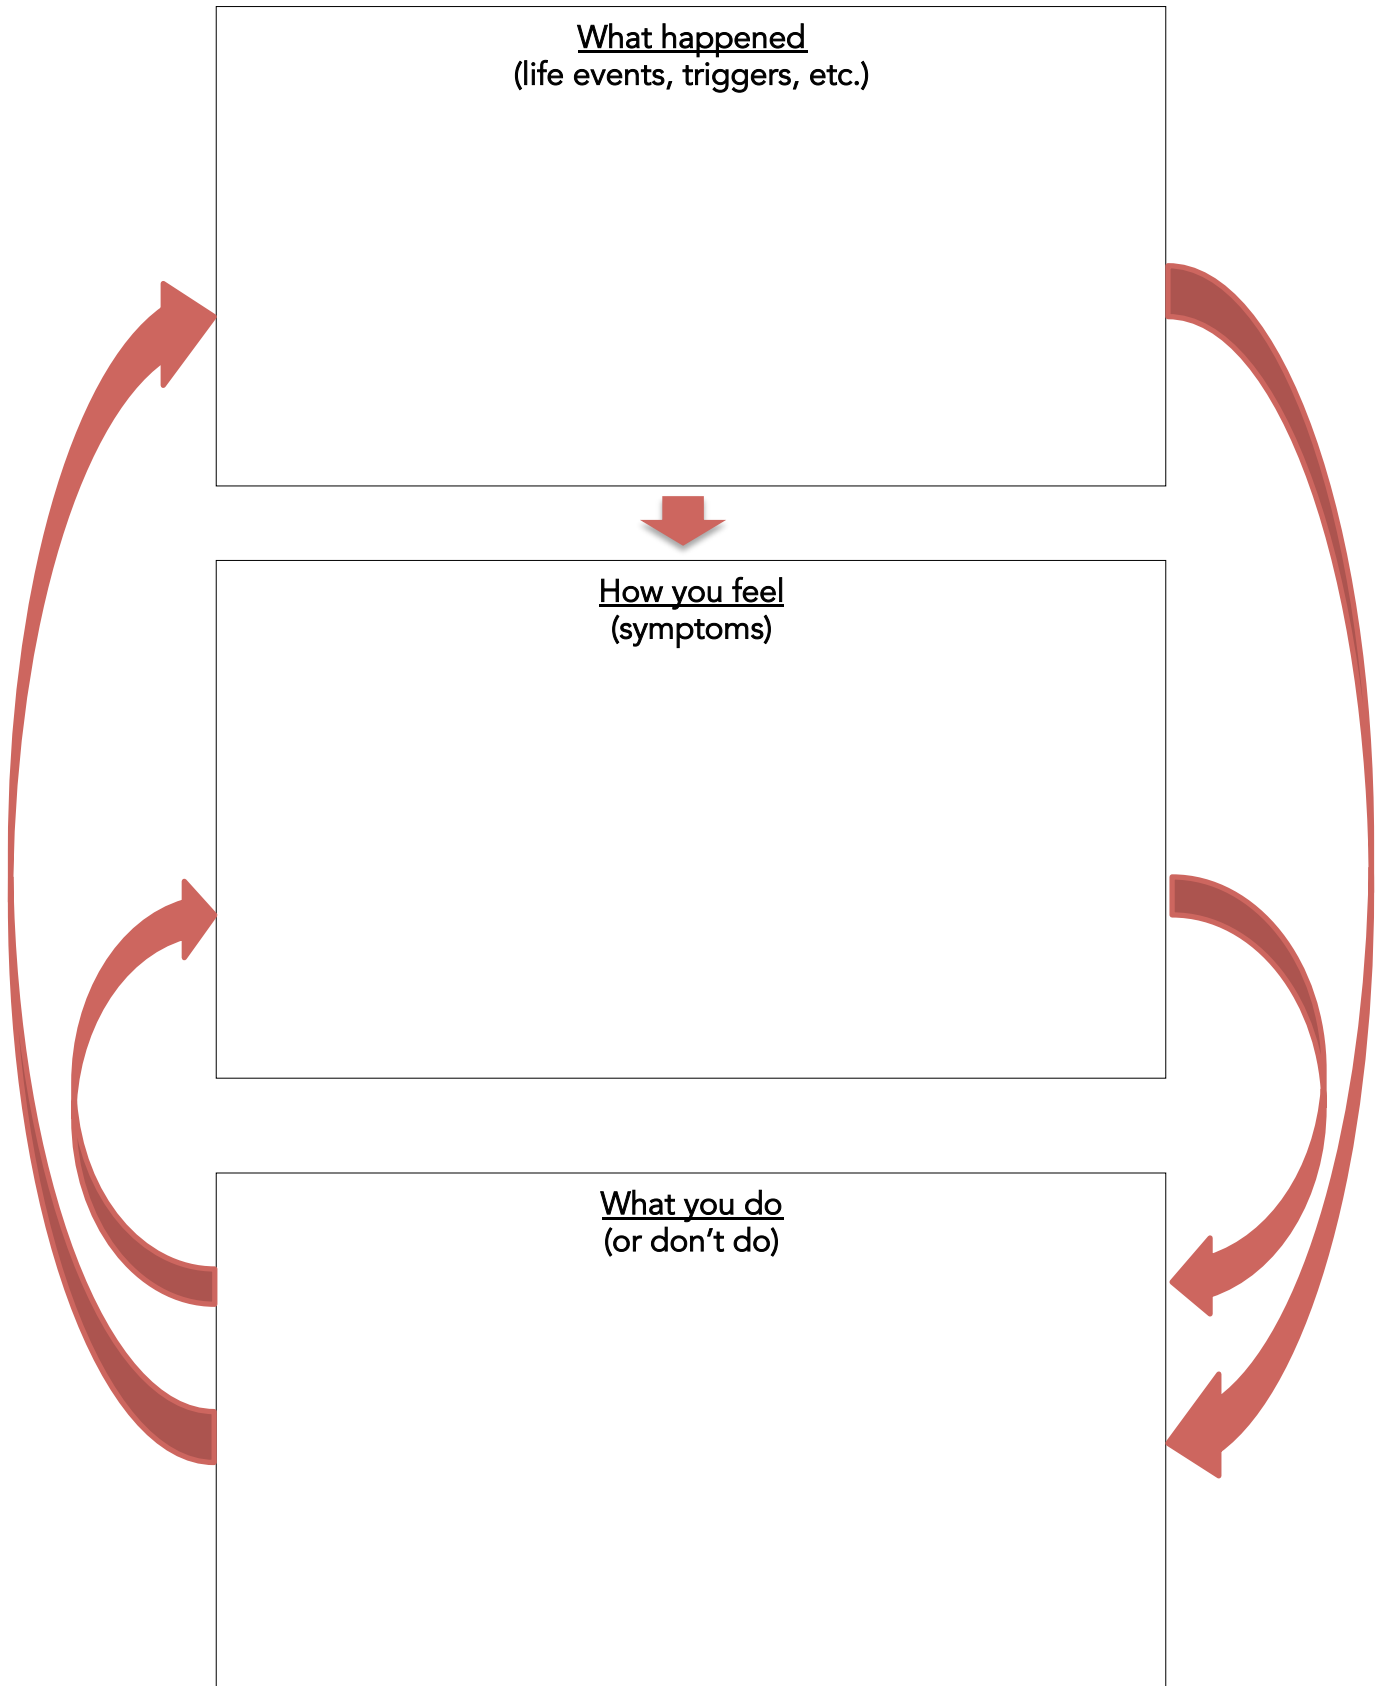 What happened
(life events, triggers, etc.)
How you feel
(symptoms)
What you do
(or don’t do)